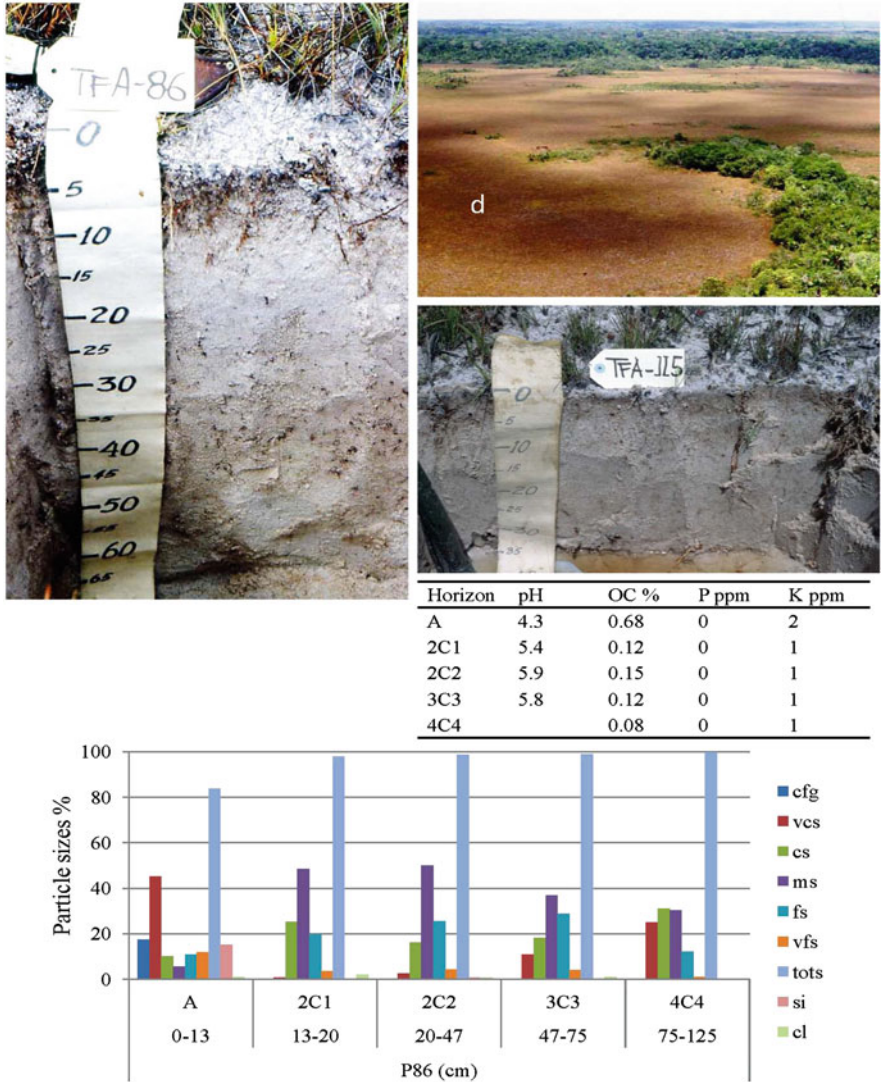 TFA-86
0
5
10
15
20
25
30
35
40
45
50
55
60
65
d
TFA-115
0
5
10
15
20
30
35
Horizon pH OC % P ppm K ppm
A 4.3 0.68 0 2
2C1 5.4 0.12 0 1
2C2 5.9 0.15 0 1
3C3 5.8 0.12 0 1
4C4 0.08 0 1
Particle sizes %
100
80
60
40
20
0
A 2C1 2C2 3C3 4C4
0-13 13-20 20-47 47-75 75-125
P86 (cm)
cfg
vcs
cs
ms
fs
vfs
tots
si
cl